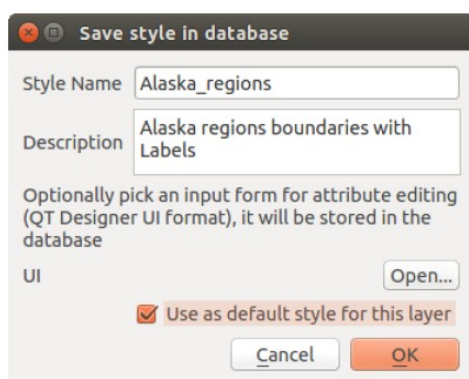 Save style in database
Style Name Alaska_regions
Description Alaska regions boundaries with
Labels
Optionally pick an input form for attribute editing
(QT Designer UI format), it will be stored in the
database
UI Open...
Use as default style for this layer
Cancel OK